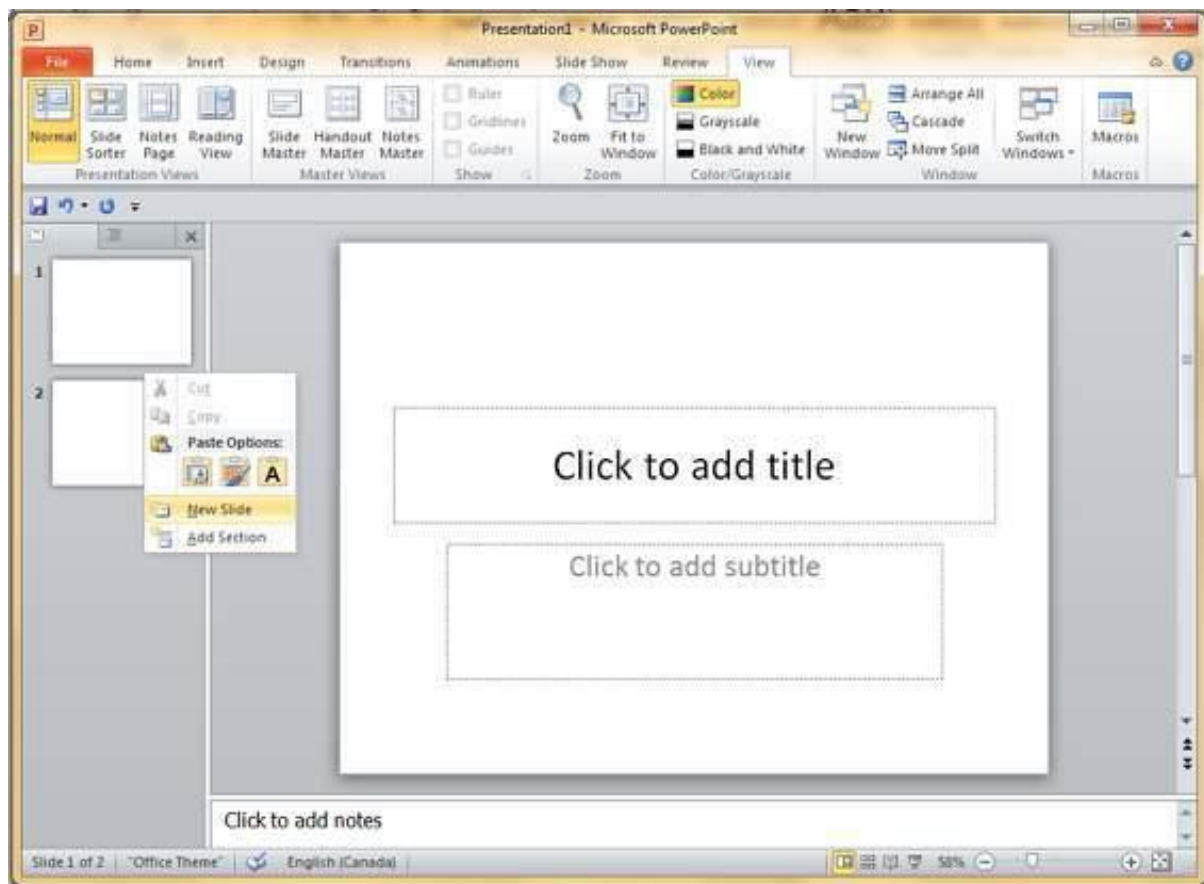 Presentation1 - Microsoft PowerPoint
File Home Insert Design Transitions Animations Slide Show Review View
Normal
Slide Sorter
Notes Page
Reading View
Presentation Views
Slide Master
Handout Master
Notes Master
Master Views
Ruler
Gridlines
Guides
Show
Zoom
Fit to Window
Zoom
Color
Grayscale
Black and White
Color/Grayscale
New Window
Arrange All
Cascade
Move Split
Switch Windows
Window
Macros
Macros
1
2
Cut
Copy
Paste Options:
A
New Slide
Add Section
Click to add title
Click to add subtitle
Click to add notes
Slide 1 of 2 "Office Theme" English (Canada) 58%